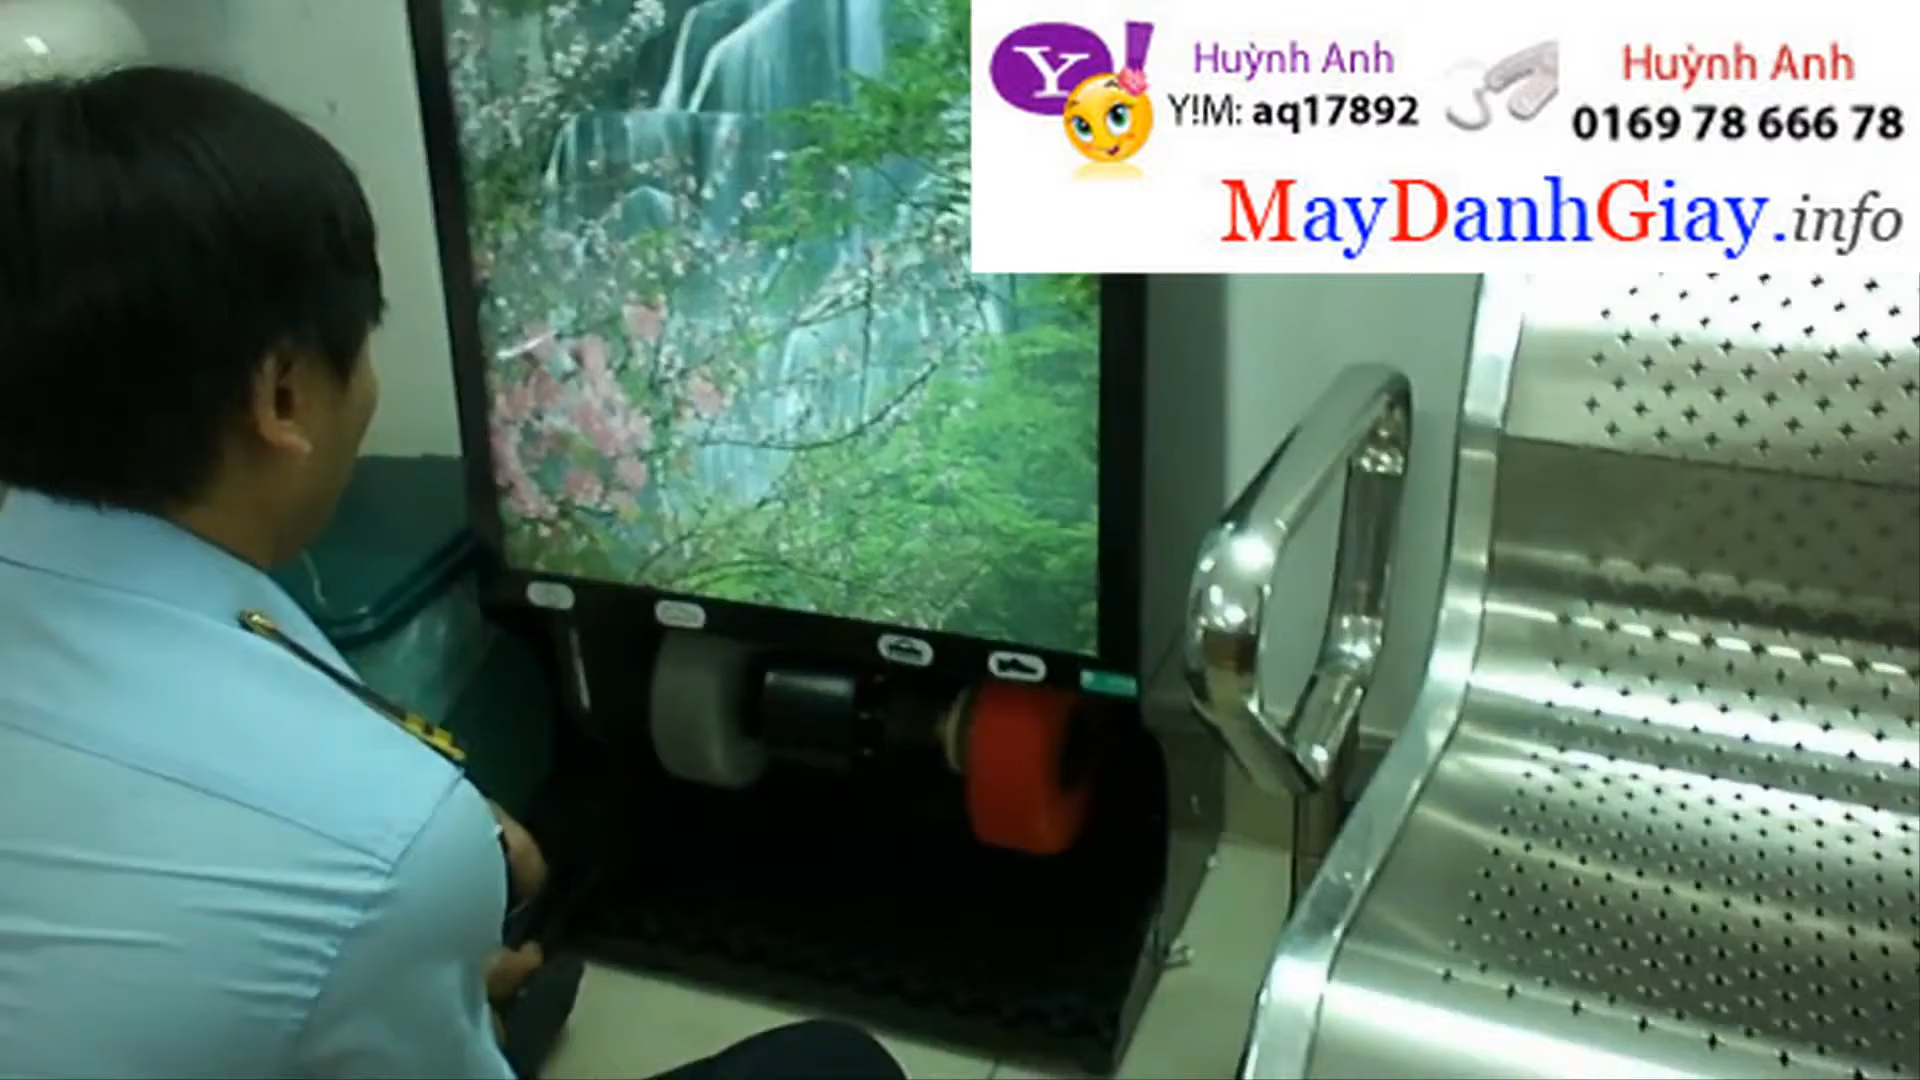 Y!
Huỳnh Anh
Y!M: aq17892
Huỳnh Anh
0169 78 666 78
MayDanhGiay.info